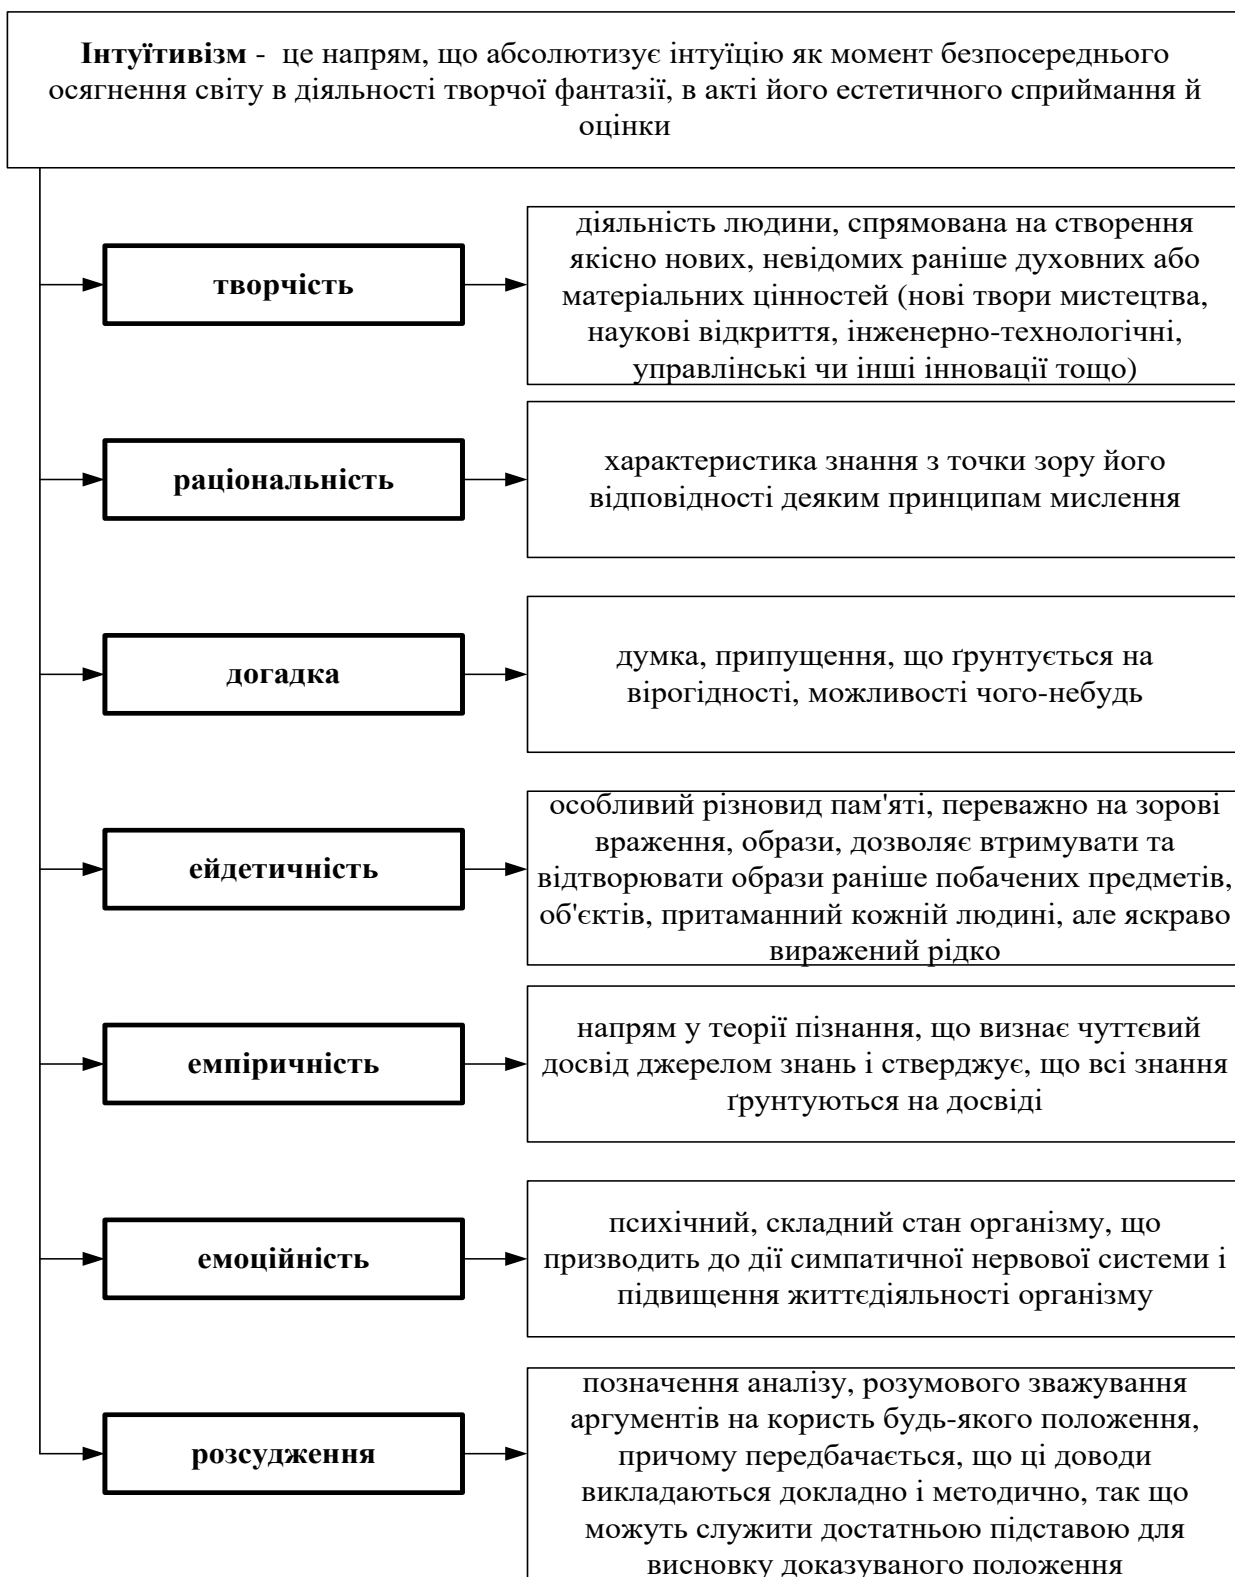 Інтуїтивізм - це напрям, що абсолютизує інтуїцію як момент безпосереднього
осягнення світу в діяльності творчої фантазії, в акті його естетичного сприймання й
оцінки
творчість
діяльність людини, спрямована на створення
якісно нових, невідомих раніше духовних або
матеріальних цінностей (нові твори мистецтва,
наукові відкриття, інженерно-технологічні,
управлінські чи інші інновації тощо)
раціональність
характеристика знання з точки зору його
відповідності деяким принципам мислення
догадка
думка, припущення, що ґрунтується на
вірогідності, можливості чого-небудь
ейдетичність
особливий різновид пам'яті, переважно на зорові
враження, образи, дозволяє втримувати та
відтворювати образи раніше побачених предметів,
об'єктів, притаманний кожній людині, але яскраво
виражений рідко
емпіричність
напрям у теорії пізнання, що визнає чуттєвий
досвід джерелом знань і стверджує, що всі знання
ґрунтуються на досвіді
емоційність
психічний, складний стан організму, що
призводить до дії симпатичної нервової системи і
підвищення життєдіяльності організму
розсудження
позначення аналізу, розумового зважування
аргументів на користь будь-якого положення,
причому передбачається, що ці доводи
викладаються докладно і методично, так що
можуть служити достатньою підставою для
висновку доказуваного положення